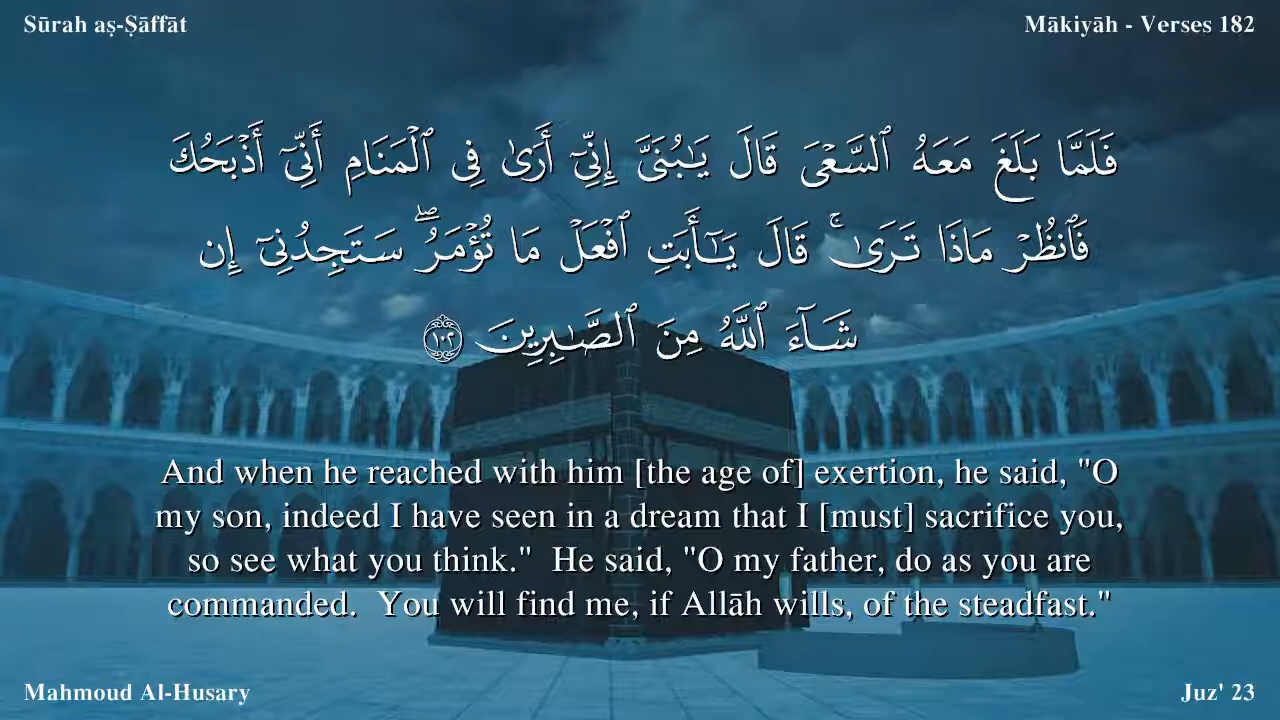 Sūrah aṣ-Ṣāffāt
Mākiyāh - Verses 182
فَلَمَّا بَلَغَ مَعَهُ ٱلسَّعْىَ قَالَ يَـٰبُنَىَّ إِنِّىٓ أَرَىٰ فِى ٱلْمَنَامِ أَنِّىٓ أَذْبَحُكَ
فَٱنظُرْ مَاذَا تَرَىٰ ۚ قَالَ يَـٰٓأَبَتِ ٱفْعَلْ مَا تُؤْمَرُ ۖ سَتَجِدُنِىٓ إِن
شَآءَ ٱللَّهُ مِنَ ٱلصَّـٰبِرِينَ ١٠٢
And when he reached with him [the age of] exertion, he said, "O
my son, indeed I have seen in a dream that I [must] sacrifice you,
so see what you think."  He said, "O my father, do as you are
commanded.  You will find me, if Allāh wills, of the steadfast."
Mahmoud Al-Husary
Juz' 23